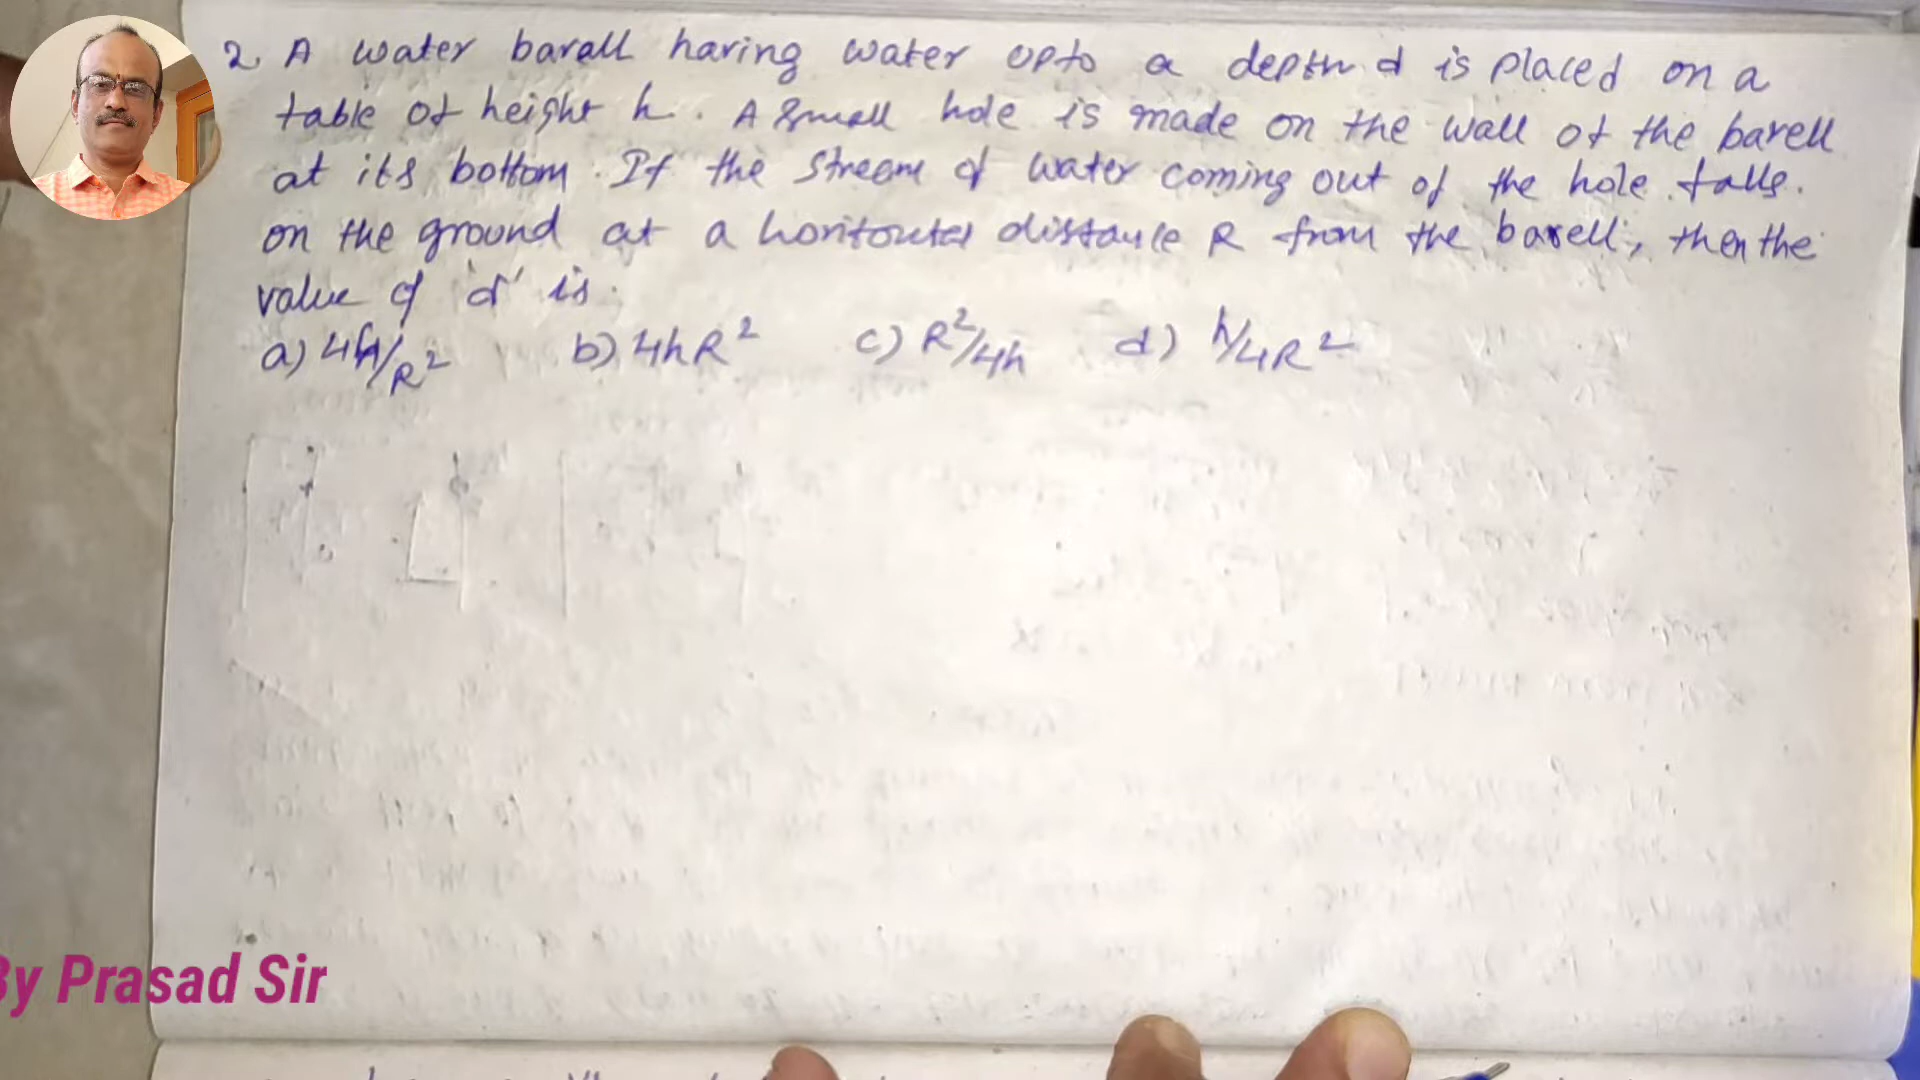 2. A water barall having water upto a depth d is placed on a
table of height h. A small hole is made on the wall of the barell
at its bottom. If the stream of water coming out of the hole falls.
on the ground at a horizontal distance R from the barell, then the
value of 'd' is.
a) 4h/R² b) 4hR² c) R²/4h d) h/4R²
By Prasad Sir